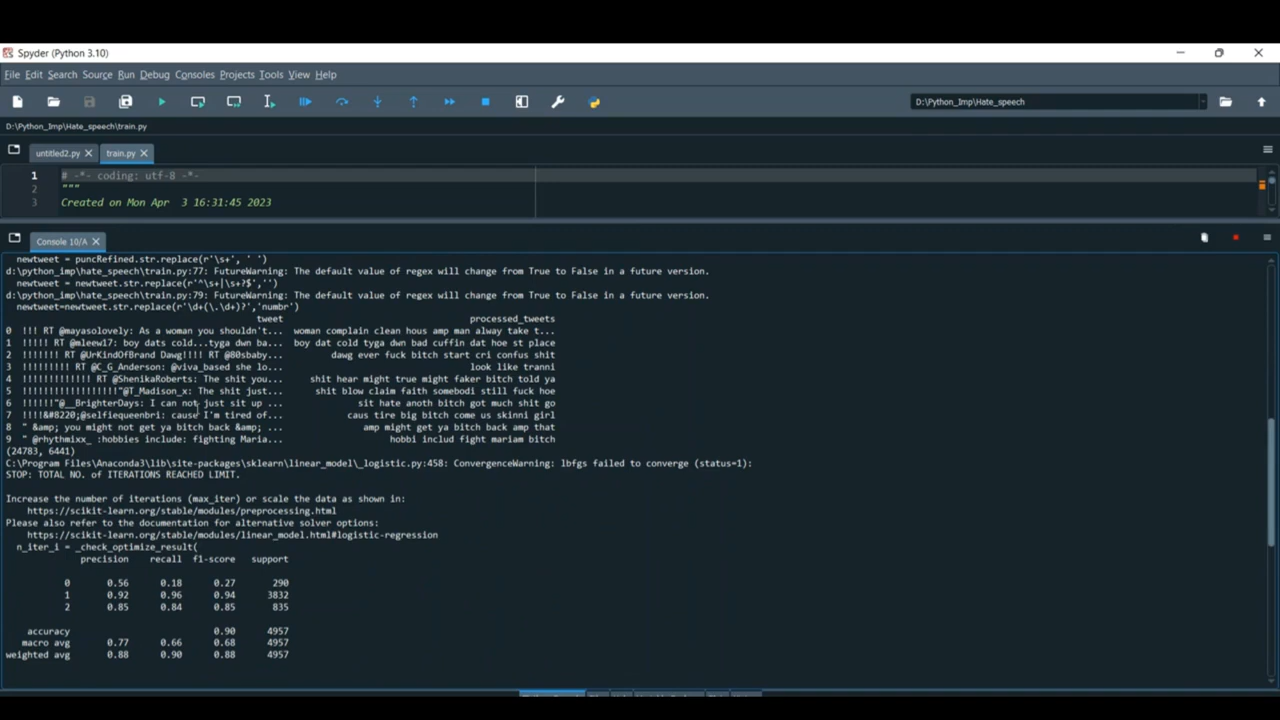 Spyder (Python 3.10)
File Edit Search Source Run Debug Consoles Projects Tools View Help
D:\Python_Imp\Hate_speech
D:\Python_Imp\Hate_speech\train.py
untitled2.py train.py
1 # -*- coding: utf-8 -*-
2 """
3 Created on Mon Apr  3 16:31:45 2023
Console 10/A
newtweet = puncRefined.str.replace(r'\s+', ' ')
d:\python_imp\hate_speech\train.py:77: FutureWarning: The default value of regex will change from True to False in a future version.
newtweet = newtweet.str.replace(r'^\s+|\s+?$','')
d:\python_imp\hate_speech\train.py:79: FutureWarning: The default value of regex will change from True to False in a future version.
newtweet=newtweet.str.replace(r'\d+(\.\d+)?','numbr')
tweet processed_tweets
0 !!! RT @mayasolovely: As a woman you shouldn't... woman complain clean hous amp man alway take t...
1 !!!!! RT @mleew17: boy dats cold...tyga dwn ba... boy dat cold tyga dwn bad cuffin dat hoe st place
2 !!!!!!! RT @UrKindOfBrand Dawg!!!! RT @80sbaby... dawg ever fuck bitch start cri confus shit
3 !!!!!!!!! RT @C_G_Anderson: @viva_based she lo... look like tranni
4 !!!!!!!!!!!!! RT @ShenikaRoberts: The shit you... shit hear might true might faker bitch told ya
5 !!!!!!!!!!!!!!!!!!"@T_Madison_x: The shit just... shit blow claim faith somebodi still fuck hoe
6 !!!!!!"@__BrighterDays: I can not just sit up ... sit hate anoth bitch got much shit go
7 !!!!&#8220;@selfiequeenbri: cause I'm tired of... caus tire big bitch come us skinni girl
8 " &amp; you might not get ya bitch back &amp; ... amp might get ya bitch back amp that
9 " @rhythmixx_ :hobbies include: fighting Maria... hobbi includ fight mariam bitch
(24783, 6441)
C:\Program Files\Anaconda3\lib\site-packages\sklearn\linear_model\_logistic.py:458: ConvergenceWarning: lbfgs failed to converge (status=1):
STOP: TOTAL NO. of ITERATIONS REACHED LIMIT.
Increase the number of iterations (max_iter) or scale the data as shown in:
https://scikit-learn.org/stable/modules/preprocessing.html
Please also refer to the documentation for alternative solver options:
https://scikit-learn.org/stable/modules/linear_model.html#logistic-regression
n_iter_i = _check_optimize_result(
precision recall f1-score support
0 0.56 0.18 0.27 290
1 0.92 0.96 0.94 3832
2 0.85 0.84 0.85 835
accuracy 0.90 4957
macro avg 0.77 0.66 0.68 4957
weighted avg 0.88 0.90 0.88 4957